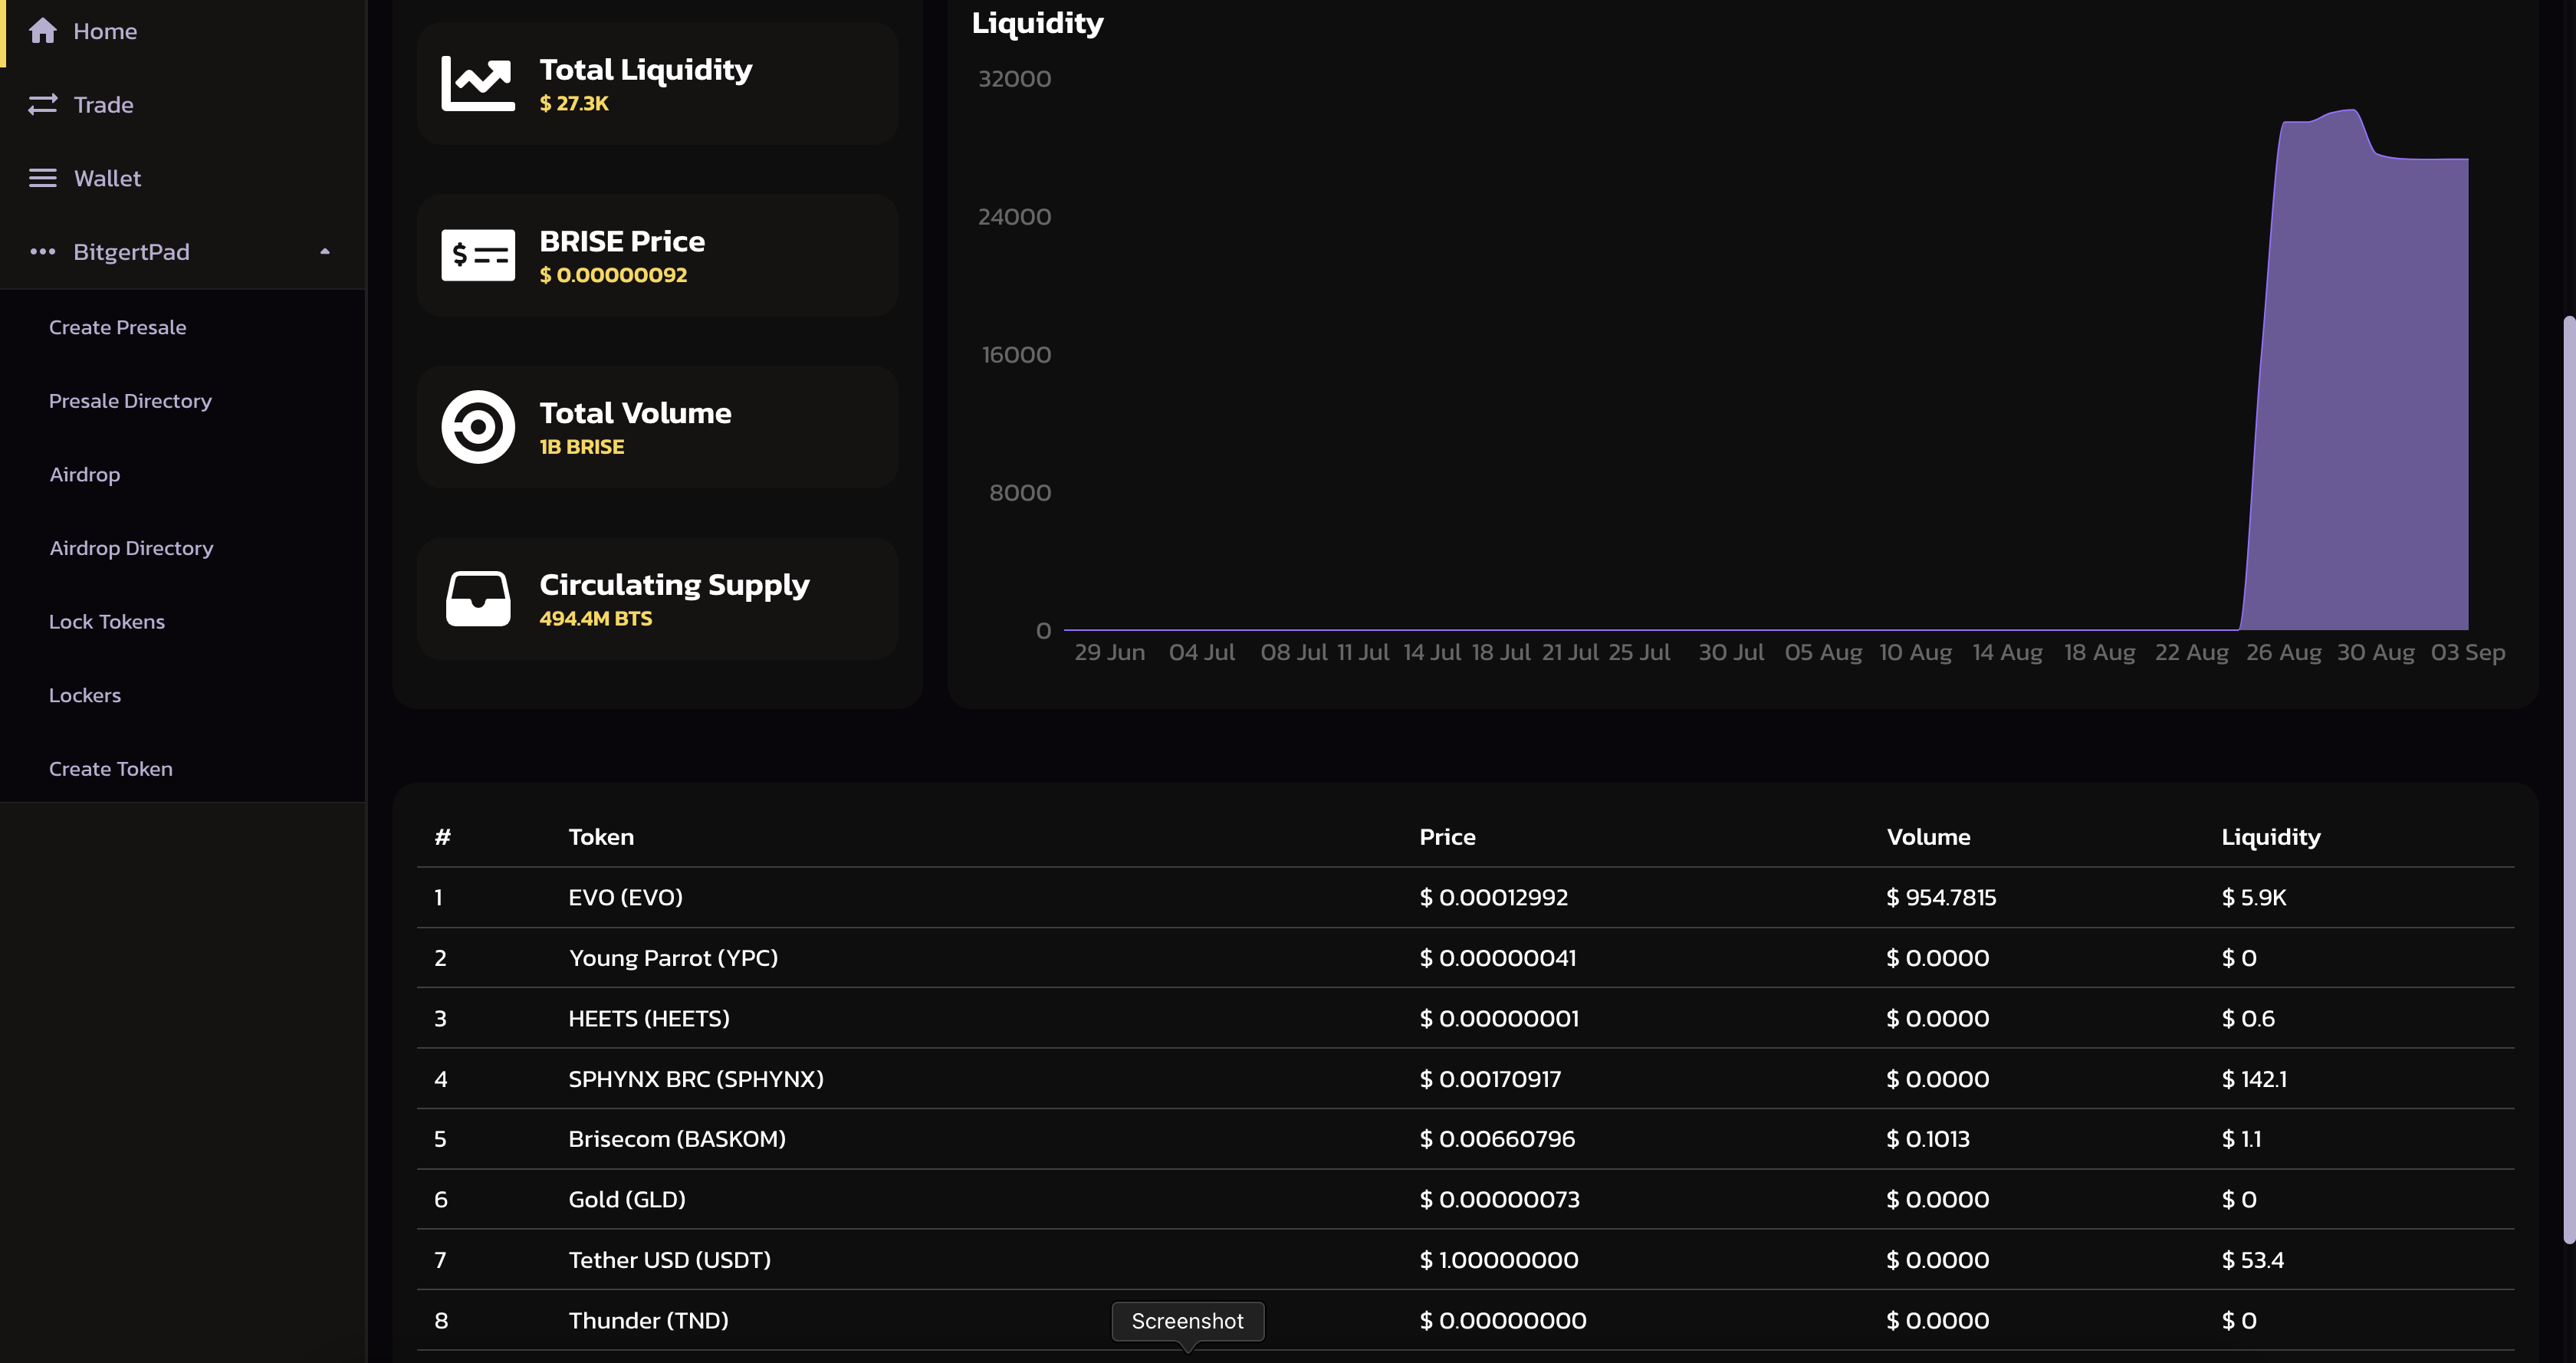 Home
Trade
Wallet
BitgertPad
Create Presale
Presale Directory
Airdrop
Airdrop Directory
Lock Tokens
Lockers
Create Token
Total Liquidity
$ 27.3K
BRISE Price
$ 0.00000092
Total Volume
1B BRISE
Circulating Supply
494.4M BTS
Liquidity
32000
24000
16000
8000
0
29 Jun 04 Jul 08 Jul 11 Jul 14 Jul 18 Jul 21 Jul 25 Jul 30 Jul 05 Aug 10 Aug 14 Aug 18 Aug 22 Aug 26 Aug 30 Aug 03 Sep
# Token Price Volume Liquidity
1 EVO (EVO) $ 0.00012992 $ 954.7815 $ 5.9K
2 Young Parrot (YPC) $ 0.00000041 $ 0.0000 $ 0
3 HEETS (HEETS) $ 0.00000001 $ 0.0000 $ 0.6
4 SPHYNX BRC (SPHYNX) $ 0.00170917 $ 0.0000 $ 142.1
5 Brisecom (BASKOM) $ 0.00660796 $ 0.1013 $ 1.1
6 Gold (GLD) $ 0.00000073 $ 0.0000 $ 0
7 Tether USD (USDT) $ 1.00000000 $ 0.0000 $ 53.4
8 Thunder (TND) $ 0.00000000 $ 0.0000 $ 0
Screenshot